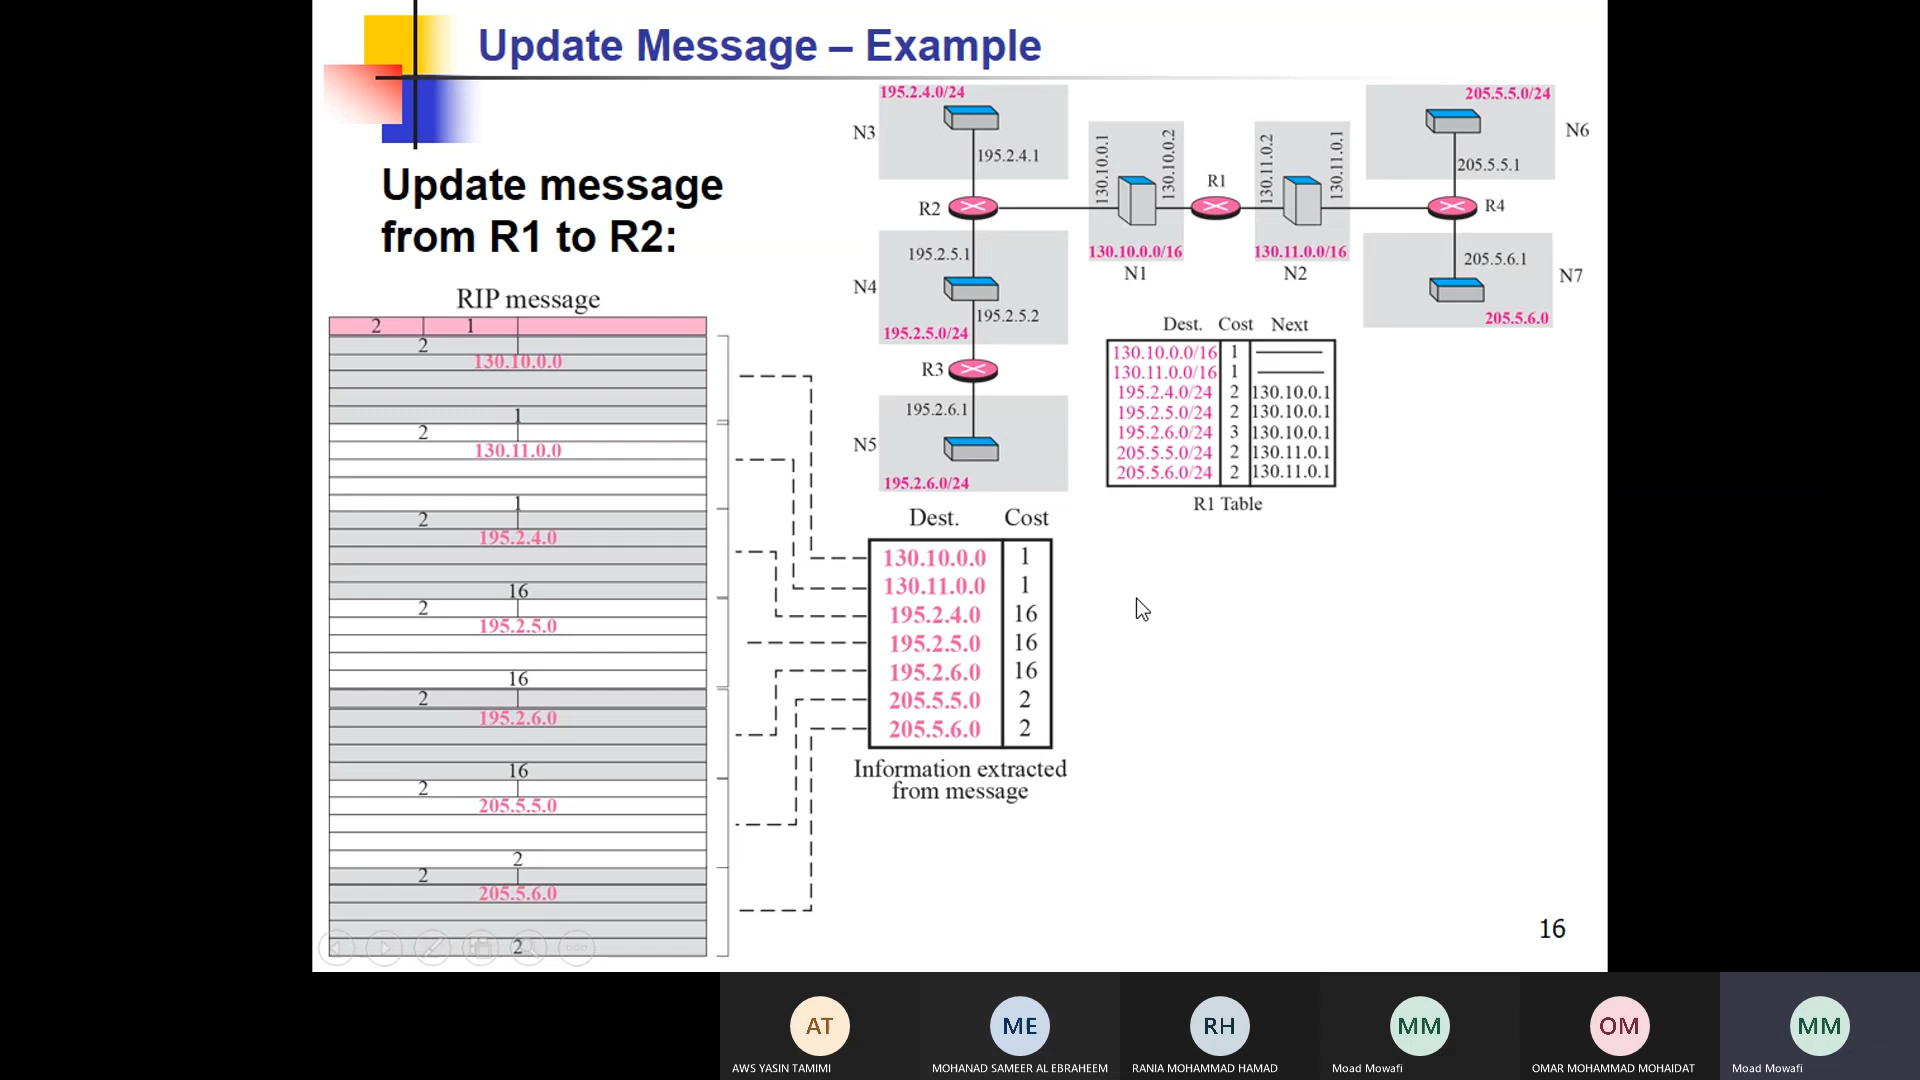 Update Message – Example
Update message
from R1 to R2:
RIP message
2 1
2
130.10.0.0
1
2
130.11.0.0
1
2
195.2.4.0
16
2
195.2.5.0
16
2
195.2.6.0
16
2
205.5.5.0
2
2
205.5.6.0
2
195.2.4.0/24
N3
195.2.4.1
R2
195.2.5.1
N4
195.2.5.2
195.2.5.0/24
R3
195.2.6.1
N5
195.2.6.0/24
130.10.0.1
130.10.0.2
130.10.0.0/16
N1
R1
130.11.0.2
130.11.0.1
130.11.0.0/16
N2
205.5.5.0/24
N6
205.5.5.1
R4
205.5.6.1
N7
205.5.6.0
Dest. Cost Next
130.10.0.0/16 1
130.11.0.0/16 1
195.2.4.0/24 2 130.10.0.1
195.2.5.0/24 2 130.10.0.1
195.2.6.0/24 3 130.10.0.1
205.5.5.0/24 2 130.11.0.1
205.5.6.0/24 2 130.11.0.1
R1 Table
Dest. Cost
130.10.0.0 1
130.11.0.0 1
195.2.4.0 16
195.2.5.0 16
195.2.6.0 16
205.5.5.0 2
205.5.6.0 2
Information extracted
from message
16
AT
AWS YASIN TAMIMI
ME
MOHANAD SAMEER AL EBRAHEEM
RH
RANIA MOHAMMAD HAMAD
MM
Moad Mowafi
OM
OMAR MOHAMMAD MOHAIDAT
MM
Moad Mowafi